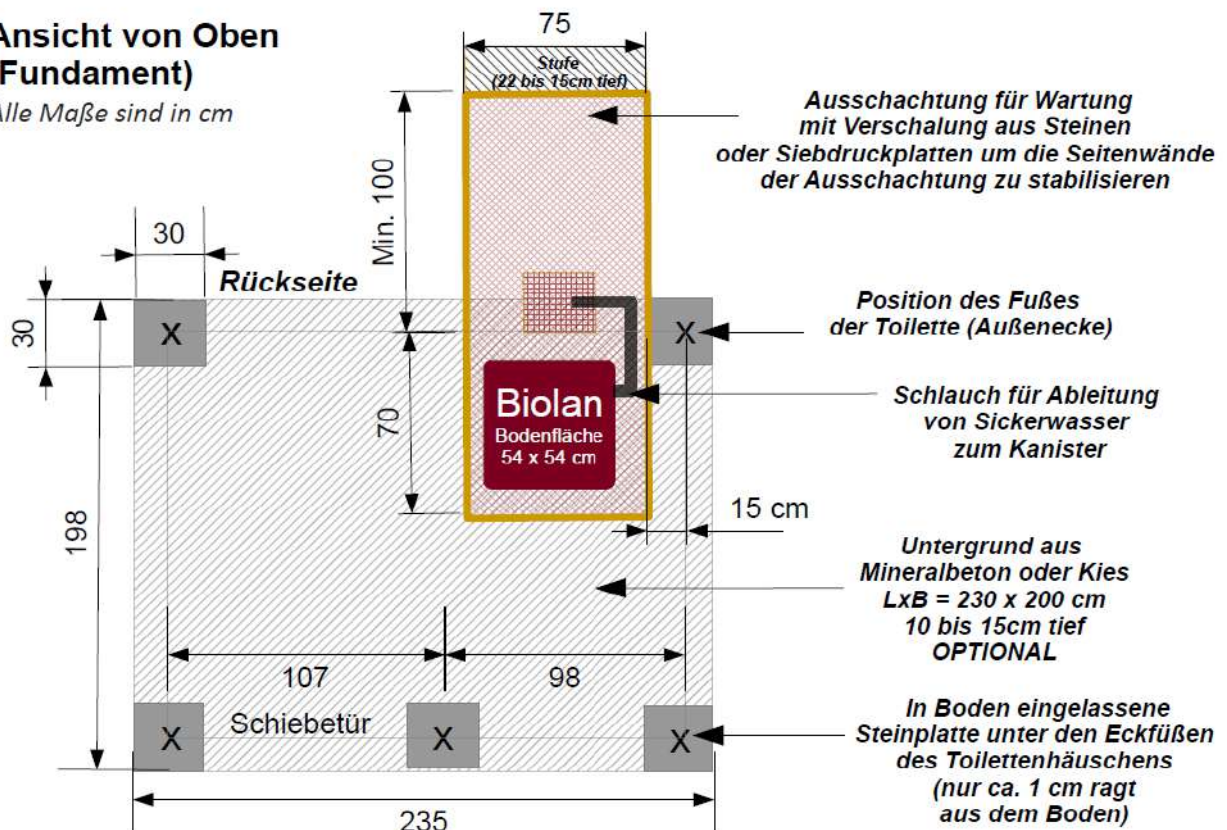 Ansicht von Oben
(Fundament)
Alle Maße sind in cm
75
Stufe
(22 bis 15cm tief)
Ausschachtung für Wartung
mit Verschalung aus Steinen
oder Siebdruckplatten um die Seitenwände
der Ausschachtung zu stabilisieren
Min. 100
30
Rückseite
30
X
X
Position des Fußes
der Toilette (Außenecke)
Biolan
Bodenfläche
54 x 54 cm
70
Schlauch für Ableitung
von Sickerwasser
zum Kanister
15 cm
198
Untergrund aus
Mineralbeton oder Kies
LxB = 230 x 200 cm
10 bis 15cm tief
OPTIONAL
107
98
Schiebetür
X
X
X
In Boden eingelassene
Steinplatte unter den Eckfüßen
des Toilettenhäuschens
(nur ca. 1 cm ragt
aus dem Boden)
235